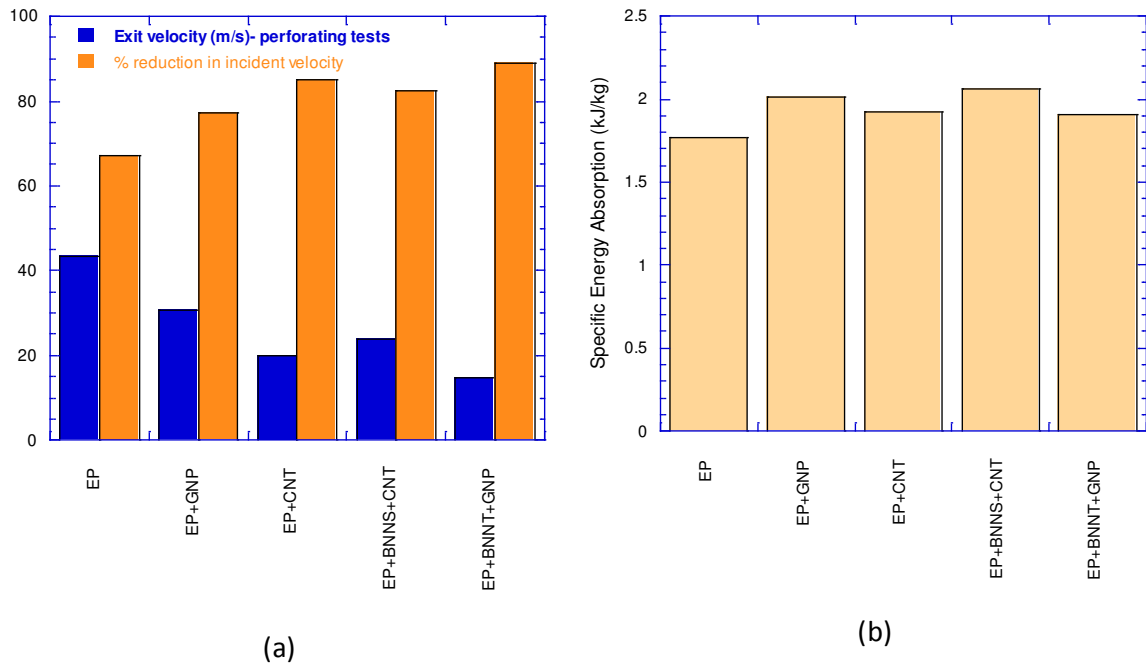 100
80
60
40
20
0
Exit velocity (m/s)- perforating tests
% reduction in incident velocity
EP
EP+GNP
EP+CNT
EP+BNNS+CNT
EP+BNNT+GNP
(a)
Specific Energy Absorption (kJ/kg)
2.5
2
1.5
1
0.5
0
EP
EP+GNP
EP+CNT
EP+BNNS+CNT
EP+BNNT+GNP
(b)